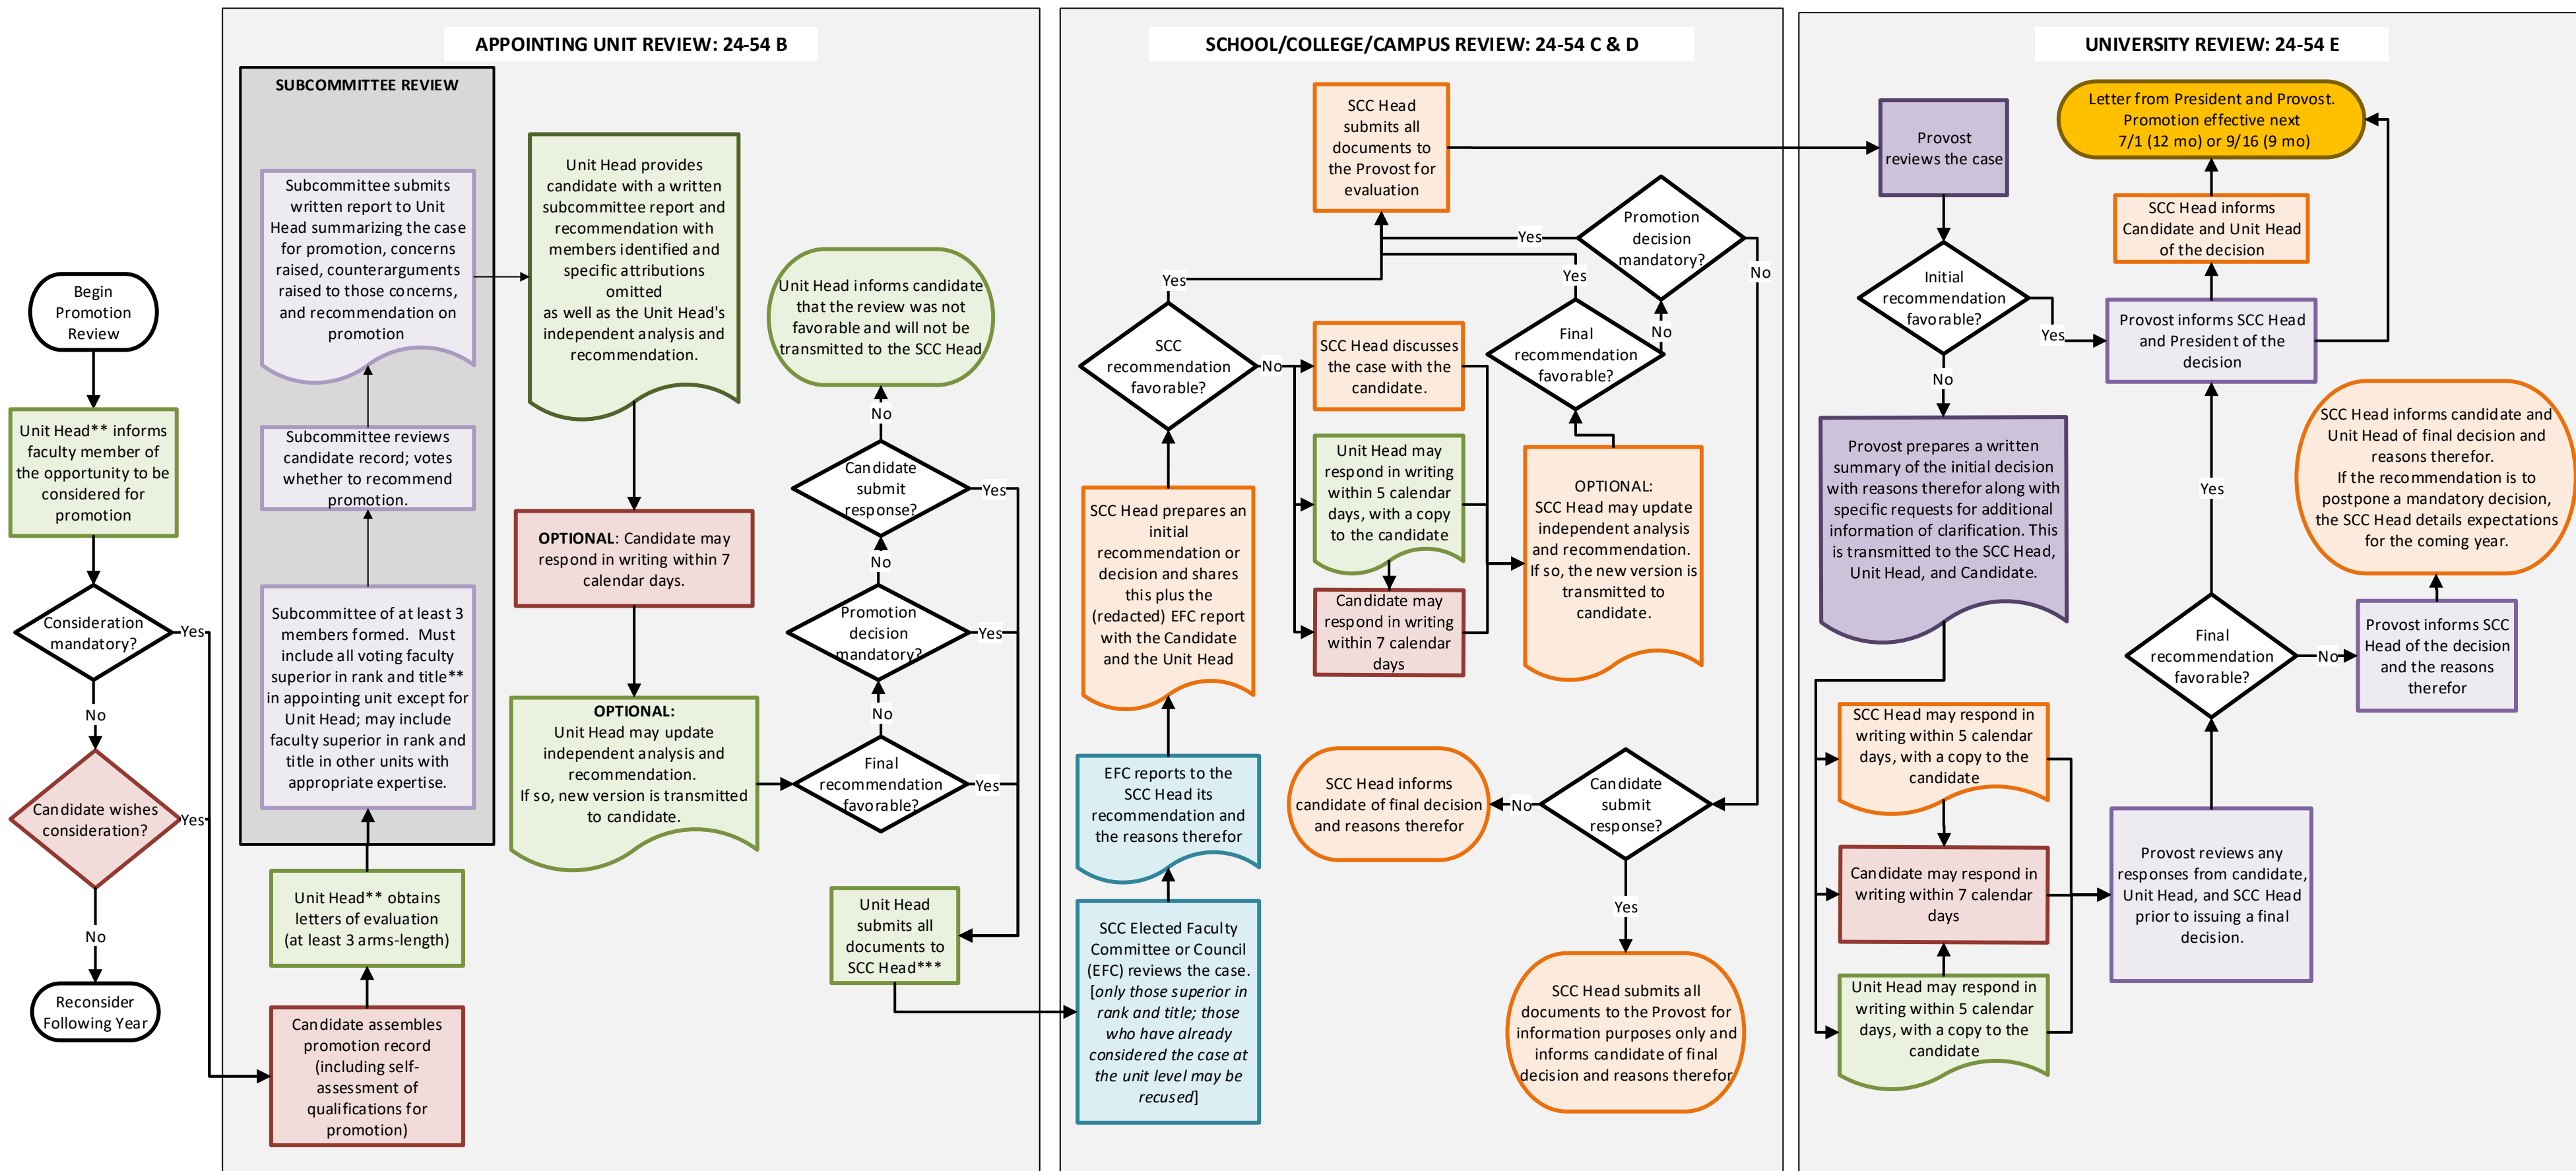 Begin
Promotion
Review
Unit Head** informs
faculty member of
the opportunity to be
considered for
promotion
Consideration
mandatory?
Yes
No
Candidate wishes
consideration?
Yes
No
Reconsider
Following Year
APPOINTING UNIT REVIEW: 24-54 B
SUBCOMMITTEE REVIEW
Subcommittee submits
written report to Unit
Head summarizing the case
for promotion, concerns
raised, counterarguments
raised to those concerns,
and recommendation on
promotion
Subcommittee reviews
candidate record; votes
whether to recommend
promotion.
Subcommittee of at least 3
members formed.  Must
include all voting faculty
superior in rank and title**
in appointing unit except for
Unit Head; may include
faculty superior in rank and
title in other units with
appropriate expertise.
Unit Head** obtains
letters of evaluation
(at least 3 arms-length)
Candidate assembles
promotion record
(including self-
assessment of
qualifications for
promotion)
Unit Head provides
candidate with a written
subcommittee report and
recommendation with
members identified and
specific attributions
omitted
as well as the Unit Head's
independent analysis and
recommendation.
OPTIONAL: Candidate may
respond in writing within 7
calendar days.
OPTIONAL:
Unit Head may update
independent analysis and
recommendation.
If so, new version is transmitted
to candidate.
Unit Head informs candidate
that the review was not
favorable and will not be
transmitted to the SCC Head
No
Candidate
submit
response?
Yes
No
Promotion
decision
mandatory?
Yes
No
Final
recommendation
favorable?
Yes
Unit Head
submits all
documents to
SCC Head***
SCHOOL/COLLEGE/CAMPUS REVIEW: 24-54 C & D
SCC Head
submits all
documents to
the Provost for
evaluation
Promotion
decision
mandatory?
Yes
No
Yes
Yes
No
SCC
recommendation
favorable?
No
SCC Head discusses
the case with the
candidate.
Final
recommendation
favorable?
Unit Head may
respond in writing
within 5 calendar
days, with a copy
to the candidate
Candidate may
respond in writing
within 7 calendar
days
OPTIONAL:
SCC Head may update
independent analysis
and recommendation.
If so, the new version is
transmitted to
candidate.
SCC Head prepares an
initial
recommendation or
decision and shares
this plus the
(redacted) EFC report
with the Candidate
and the Unit Head
EFC reports to the
SCC Head its
recommendation and
the reasons therefor
SCC Elected Faculty
Committee or Council
(EFC) reviews the case.
[only those superior in
rank and title; those
who have already
considered the case at
the unit level may be
recused]
SCC Head informs
candidate of final decision
and reasons therefor
No
Candidate
submit
response?
Yes
SCC Head submits all
documents to the Provost for
information purposes only and
informs candidate of final
decision and reasons therefor
UNIVERSITY REVIEW: 24-54 E
Provost
reviews the case
Letter from President and Provost.
Promotion effective next
7/1 (12 mo) or 9/16 (9 mo)
SCC Head informs
Candidate and Unit Head
of the decision
Initial
recommendation
favorable?
Yes
No
Provost informs SCC Head
and President of the
decision
Provost prepares a written
summary of the initial decision
with reasons therefor along with
specific requests for additional
information of clarification. This
is transmitted to the SCC Head,
Unit Head, and Candidate.
SCC Head informs candidate and
Unit Head of final decision and
reasons therefor.
If the recommendation is to
postpone a mandatory decision,
the SCC Head details expectations
for the coming year.
Yes
Final
recommendation
favorable?
No
Provost informs SCC
Head of the decision
and the reasons
therefor
SCC Head may respond in
writing within 5 calendar
days, with a copy to the
candidate
Candidate may respond in
writing within 7 calendar
days
Unit Head may respond in
writing within 5 calendar
days, with a copy to the
candidate
Provost reviews any
responses from candidate,
Unit Head, and SCC Head
prior to issuing a final
decision.